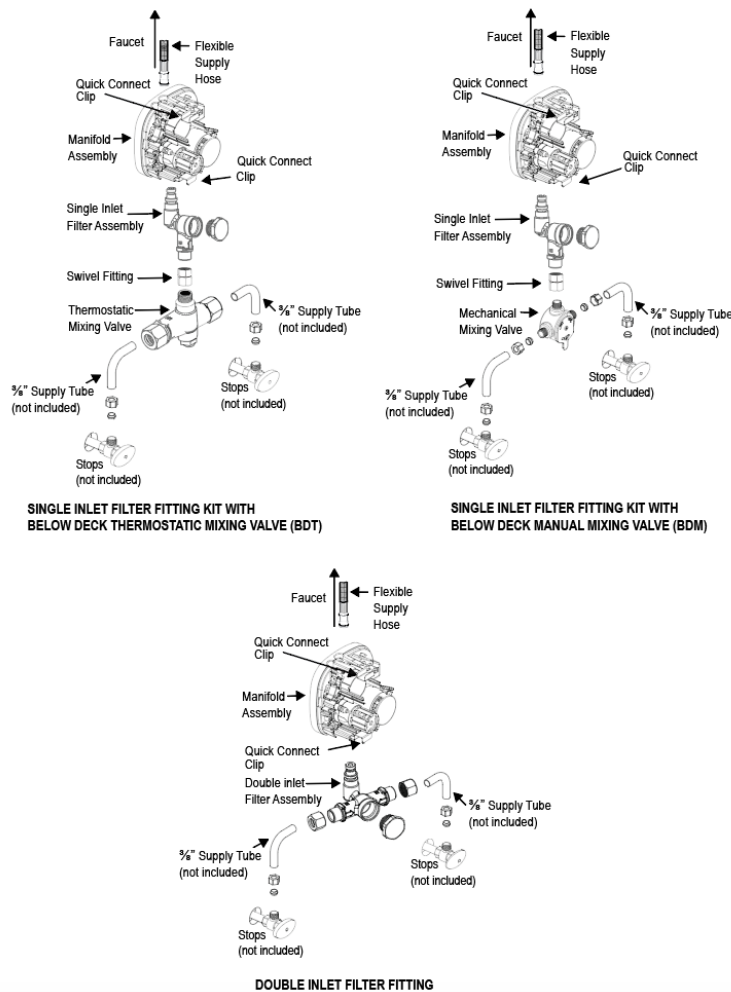 Faucet
Flexible
Supply
Hose
Quick Connect
Clip
Manifold
Assembly
Quick Connect
Clip
Single Inlet
Filter Assembly
Swivel Fitting
Thermostatic
Mixing Valve
⅜" Supply Tube
(not included)
⅜" Supply Tube
(not included)
Stops
(not included)
Stops
(not included)
SINGLE INLET FILTER FITTING KIT WITH
BELOW DECK THERMOSTATIC MIXING VALVE (BDT)
Faucet
Flexible
Supply
Hose
Quick Connect
Clip
Manifold
Assembly
Quick Connect
Clip
Single Inlet
Filter Assembly
Swivel Fitting
Mechanical
Mixing Valve
⅜" Supply Tube
(not included)
Stops
(not included)
⅜" Supply Tube
(not included)
Stops
(not included)
SINGLE INLET FILTER FITTING KIT WITH
BELOW DECK MANUAL MIXING VALVE (BDM)
Faucet
Flexible
Supply
Hose
Quick Connect
Clip
Manifold
Assembly
Quick Connect
Clip
Double inlet
Filter Assembly
⅜" Supply Tube
(not included)
⅜" Supply Tube
(not included)
Stops
(not included)
Stops
(not included)
DOUBLE INLET FILTER FITTING